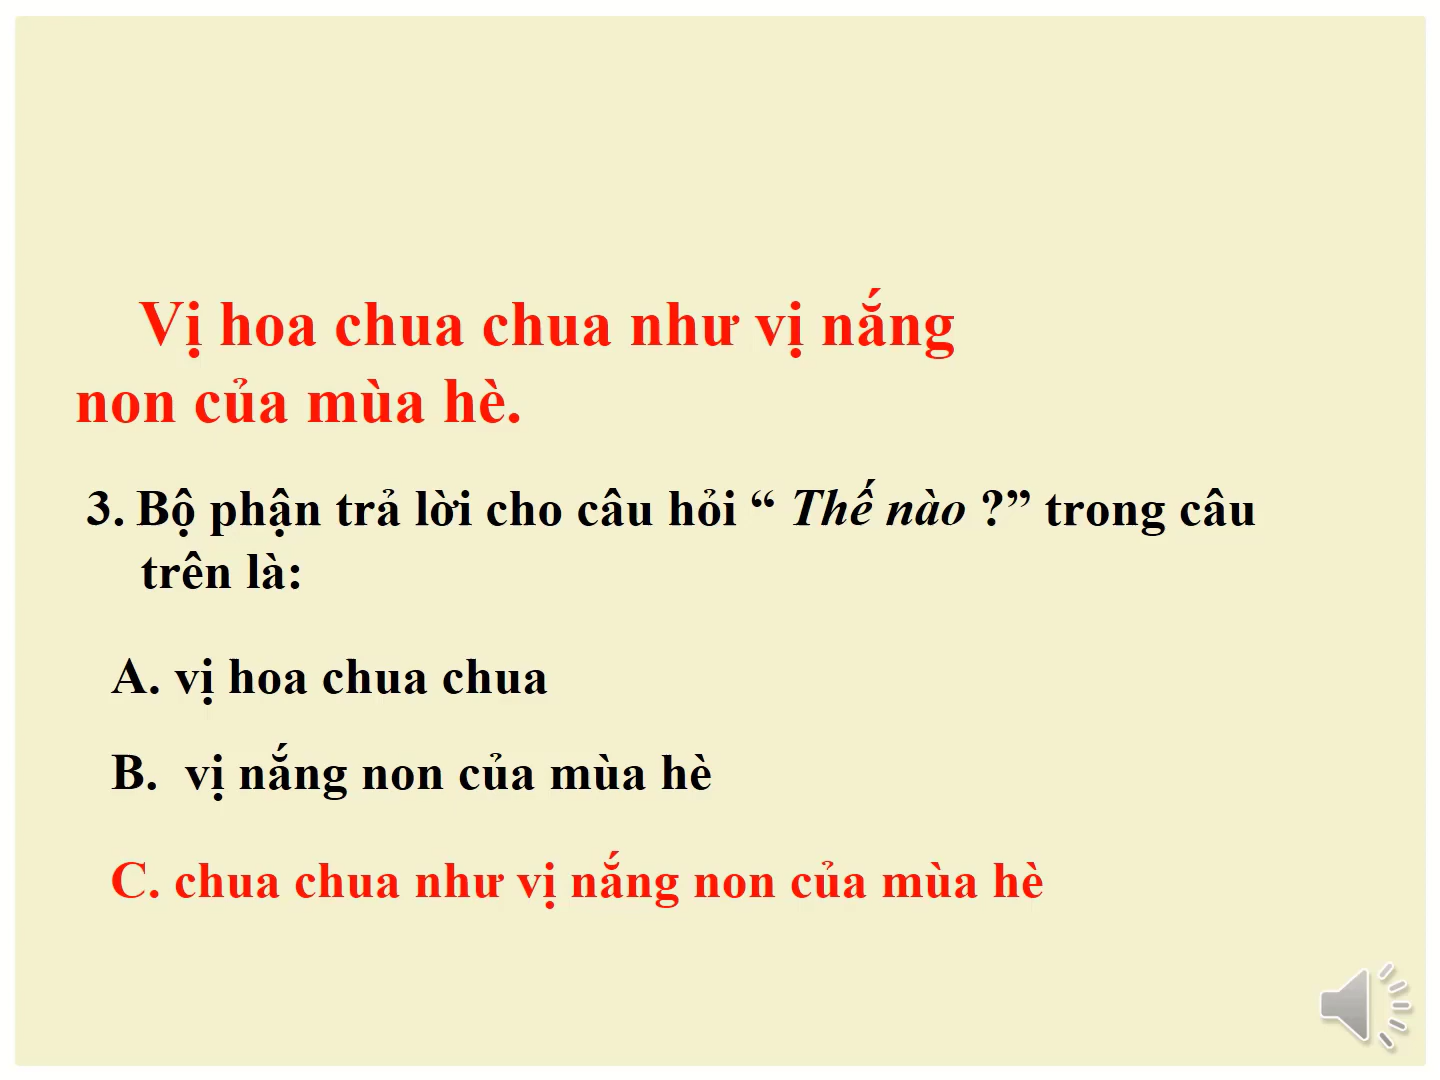 Vị hoa chua chua như vị nắng
non của mùa hè.
3. Bộ phận trả lời cho câu hỏi “ Thế nào ?” trong câu
trên là:
A. vị hoa chua chua
B. vị nắng non của mùa hè
C. chua chua như vị nắng non của mùa hè